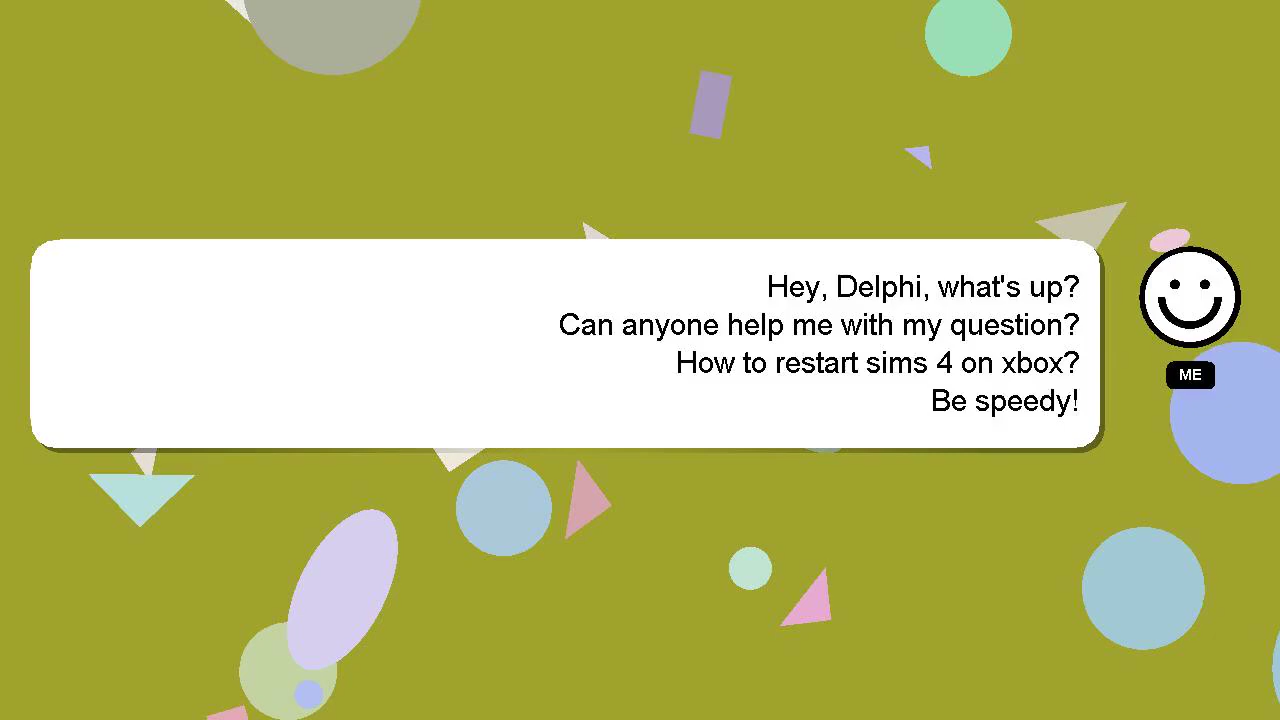 Hey, Delphi, what's up?
Can anyone help me with my question?
How to restart sims 4 on xbox?
Be speedy!
ME